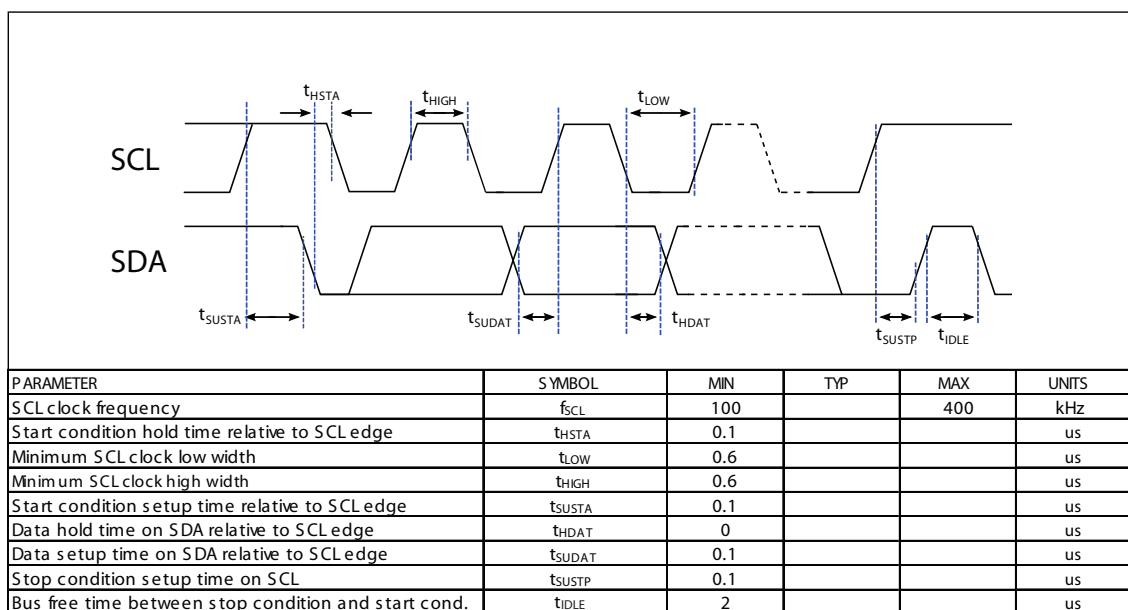 tHSTA
tHIGH
tLOW
SCL
SDA
tSUSTA
tSUDAT
tHDAT
tSUSTP
tIDLE
PARAMETER SYMBOL MIN TYP MAX UNITS
SCL clock frequency fSCL 100 400 kHz
Start condition hold time relative to SCL edge tHSTA 0.1 us
Minimum SCL clock low width tLOW 0.6 us
Minimum SCL clock high width tHIGH 0.6 us
Start condition setup time relative to SCL edge tSUSTA 0.1 us
Data hold time on SDA relative to SCL edge tHDAT 0 us
Data setup time on SDA relative to SCL edge tSUDAT 0.1 us
Stop condition setup time on SCL tSUSTP 0.1 us
Bus free time between stop condition and start cond. tIDLE 2 us